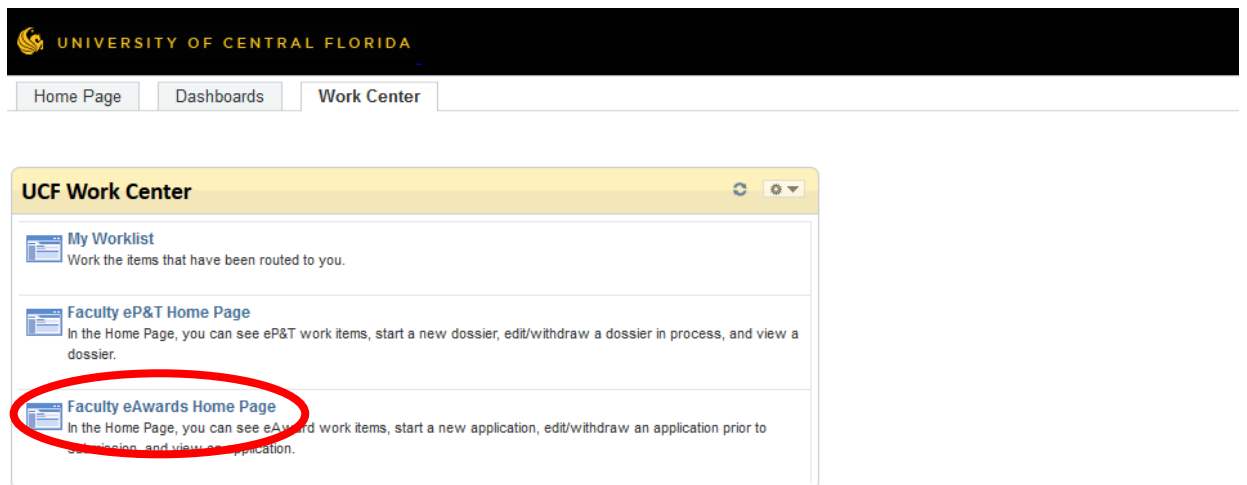 UNIVERSITY OF CENTRAL FLORIDA
Home Page Dashboards Work Center
UCF Work Center
My Worklist
Work the items that have been routed to you.
Faculty eP&T Home Page
In the Home Page, you can see eP&T work items, start a new dossier, edit/withdraw a dossier in process, and view a
dossier.
Faculty eAwards Home Page
In the Home Page, you can see eAward work items, start a new application, edit/withdraw an application prior to
submission, and view an application.